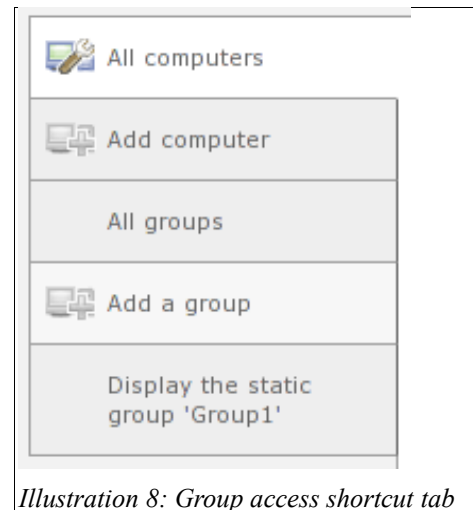 All computers
Add computer
All groups
Add a group
Display the static
group 'Group1'
Illustration 8: Group access shortcut tab